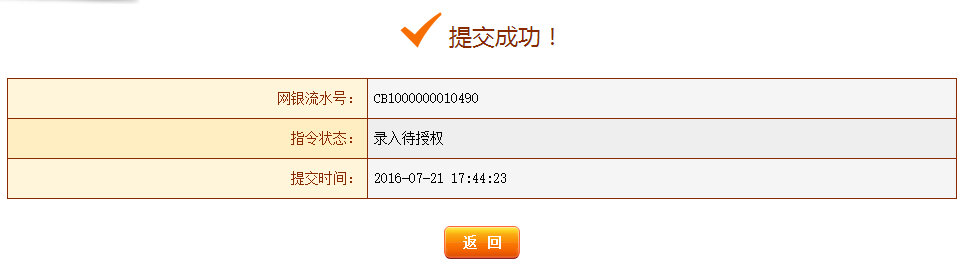 提交成功！
网银流水号： CB1000000010490
指令状态： 录入待授权
提交时间： 2016-07-21 17:44:23
返 回